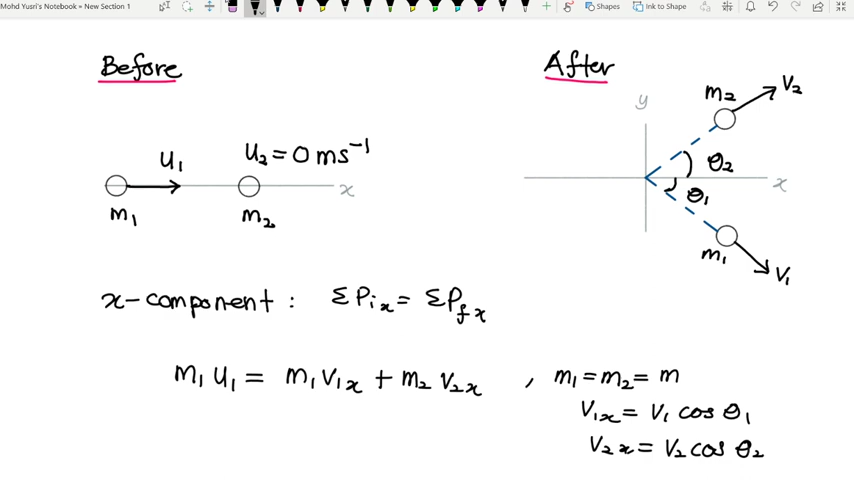 Mohd Yusri's Notebook » New Section 1
Shapes
Ink to Shape
Before
After
u₁
u₂ = 0 ms⁻¹
x
m₁
m₂
y
m₂
v₂
θ₂
x
θ₁
m₁
v₁
x-component : ΣPᵢₓ = ΣP_fx
m₁ u₁ = m₁ v₁ₓ + m₂ v₂ₓ , m₁ = m₂ = m
v₁ₓ = v₁ cos θ₁
v₂ₓ = v₂ cos θ₂